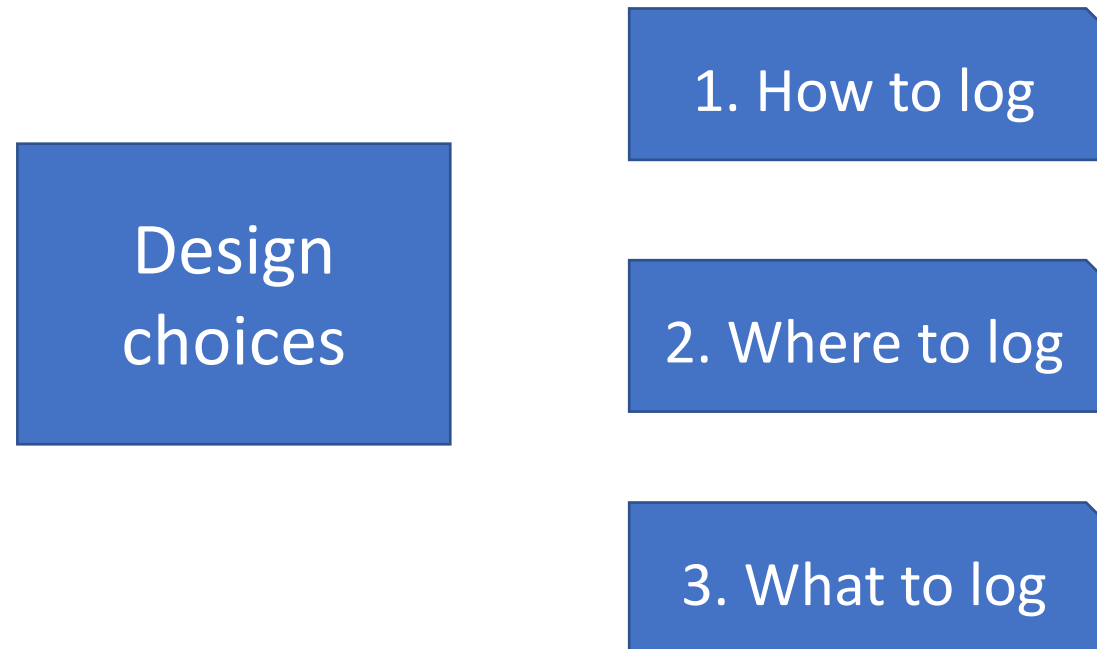 Design
choices
1. How to log
2. Where to log
3. What to log